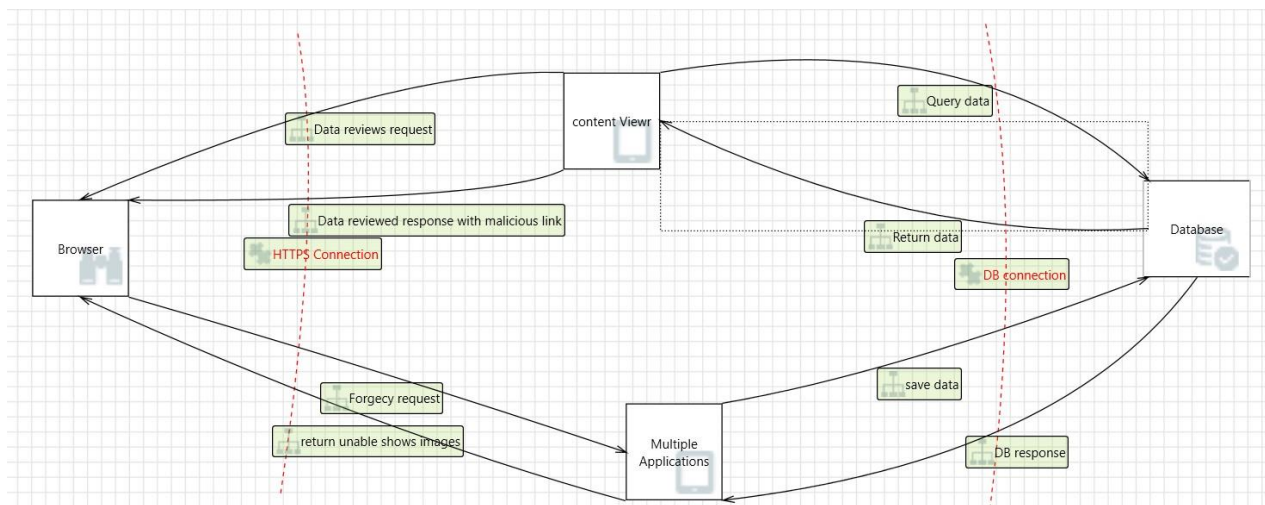 Query data
content Viewr
Data reviews request
Data reviewed response with malicious link
Return data
Database
Browser
HTTPS Connection
DB connection
save data
Forgecy request
return unable shows images
Multiple
Applications
DB response